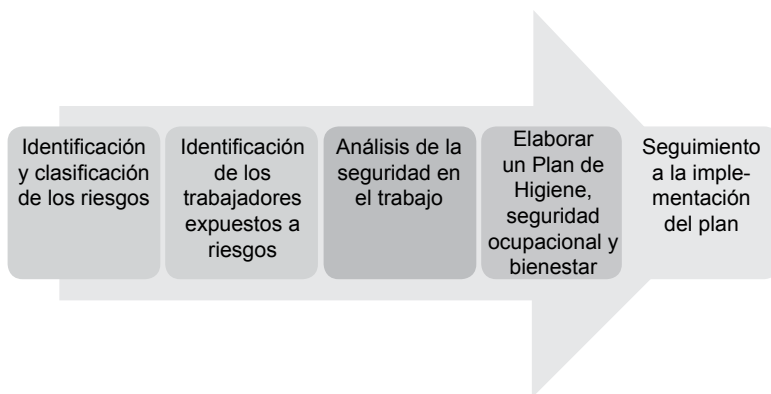 Identificación
y clasificación
de los riesgos
Identificación
de los
trabajadores
expuestos a
riesgos
Análisis de la
seguridad en
el trabajo
Elaborar
un Plan de
Higiene,
seguridad
ocupacional y
bienestar
Seguimiento
a la imple-
mentación
del plan